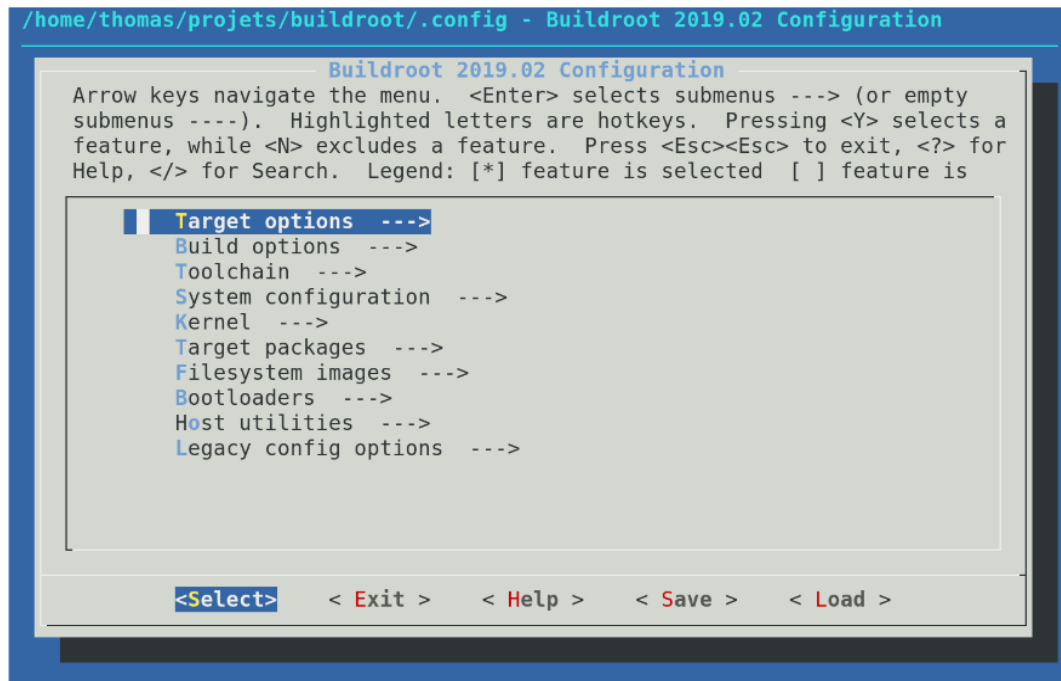 /home/thomas/projets/buildroot/.config - Buildroot 2019.02 Configuration
Buildroot 2019.02 Configuration
Arrow keys navigate the menu.  <Enter> selects submenus ---> (or empty
submenus ----).  Highlighted letters are hotkeys.  Pressing <Y> selects a
feature, while <N> excludes a feature.  Press <Esc><Esc> to exit, <?> for
Help, </> for Search.  Legend: [*] feature is selected  [ ] feature is
Target options  --->
Build options  --->
Toolchain  --->
System configuration  --->
Kernel  --->
Target packages  --->
Filesystem images  --->
Bootloaders  --->
Host utilities  --->
Legacy config options  --->
<Select>    < Exit >    < Help >    < Save >    < Load >